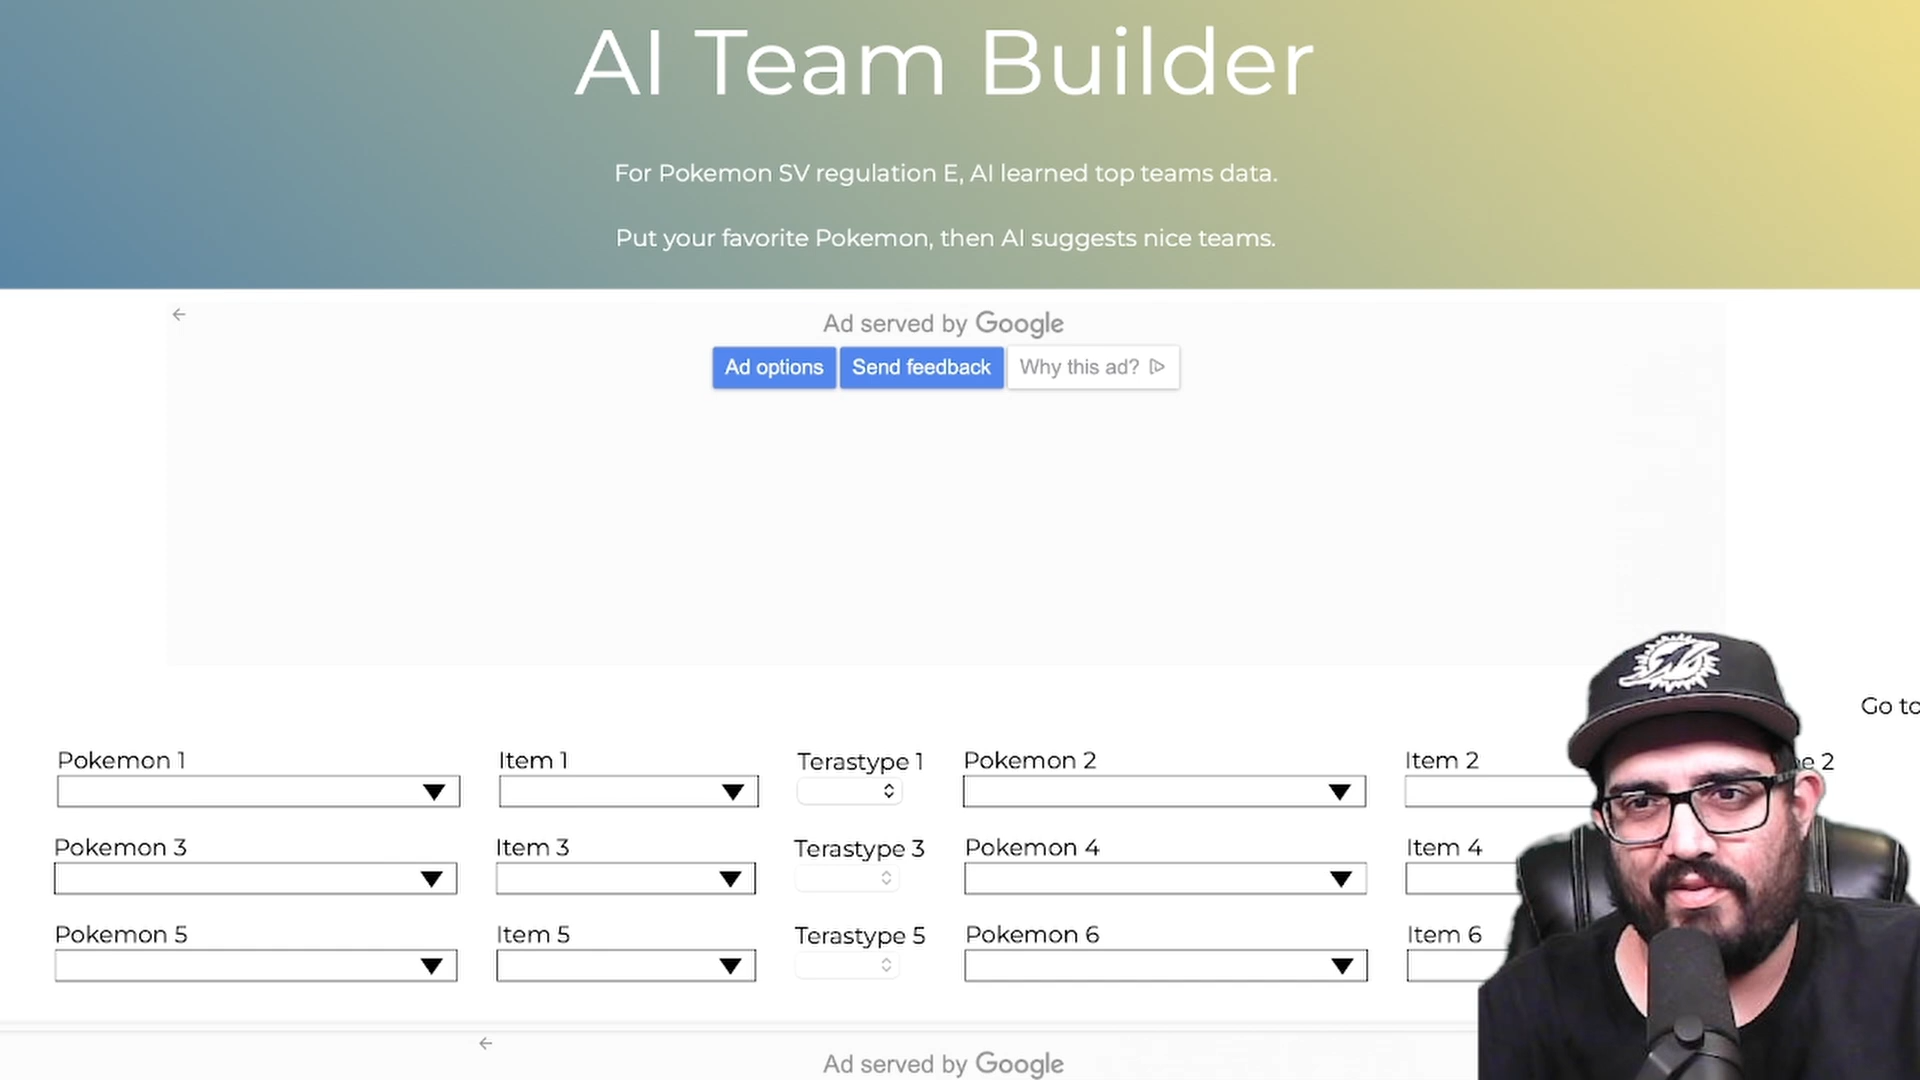 AI Team Builder
For Pokemon SV regulation E, AI learned top teams data.
Put your favorite Pokemon, then AI suggests nice teams.
Ad served by Google
Ad options Send feedback Why this ad?
Go to
Pokemon 1 Item 1 Terastype 1 Pokemon 2 Item 2 e 2
Pokemon 3 Item 3 Terastype 3 Pokemon 4 Item 4
Pokemon 5 Item 5 Terastype 5 Pokemon 6 Item 6
Ad served by Google